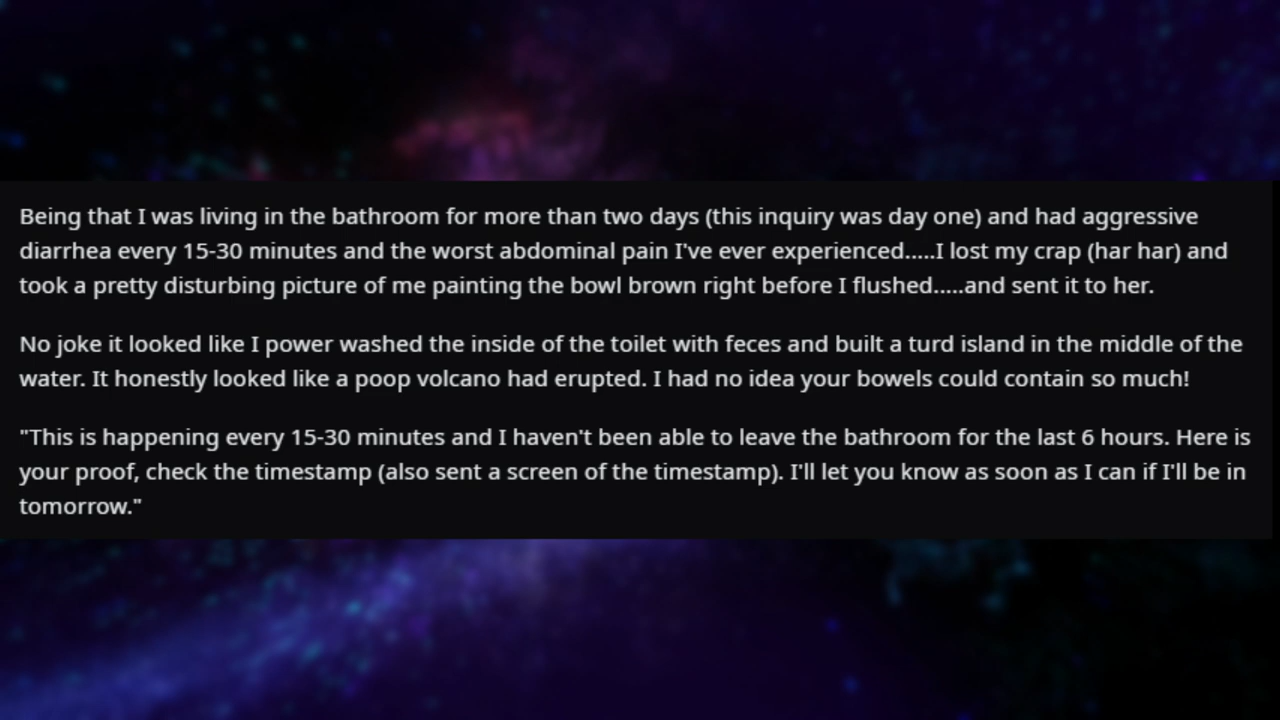 Being that I was living in the bathroom for more than two days (this inquiry was day one) and had aggressive
diarrhea every 15-30 minutes and the worst abdominal pain I've ever experienced.....I lost my crap (har har) and
took a pretty disturbing picture of me painting the bowl brown right before I flushed.....and sent it to her.
No joke it looked like I power washed the inside of the toilet with feces and built a turd island in the middle of the
water. It honestly looked like a poop volcano had erupted. I had no idea your bowels could contain so much!
"This is happening every 15-30 minutes and I haven't been able to leave the bathroom for the last 6 hours. Here is
your proof, check the timestamp (also sent a screen of the timestamp). I'll let you know as soon as I can if I'll be in
tomorrow."